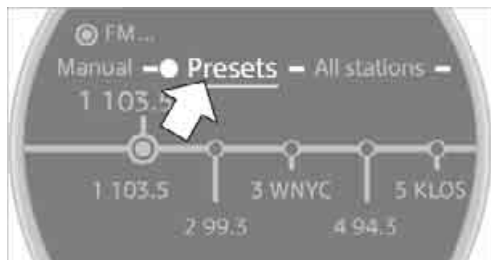 FM...
Manual Presets All stations
1 103.5
1 103.5 3 WNYC 5 KLOS
2 99.3 4 94.3